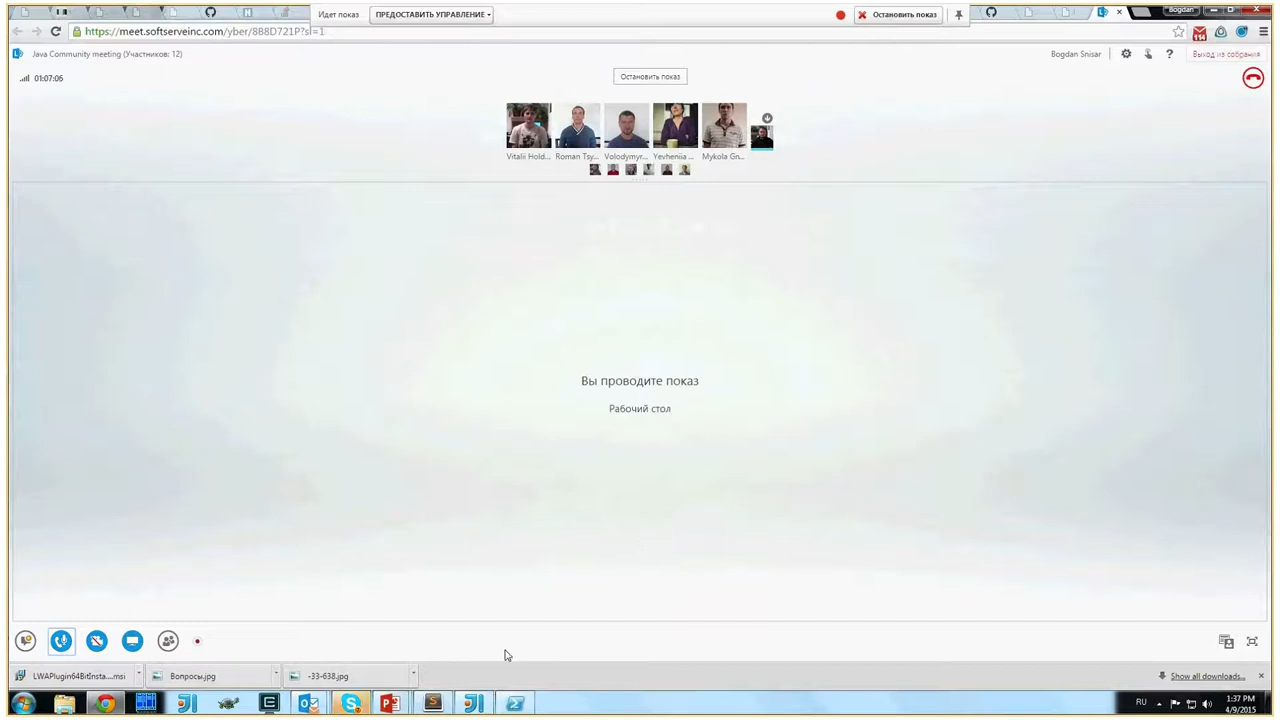 Идет показ
ПРЕДОСТАВИТЬ УПРАВЛЕНИЕ
Остановить показ
Bogdan
https://meet.softserveinc.com/yber/8B8D721P?sl=1
114
Java Community meeting (Участников: 12)
Bogdan Snisar
?
Выход из собрания
01:07:06
Остановить показ
Vitalii Hold...
Roman Tsy...
Volodymyr...
Yevheniia ...
Mykola Gn...
Вы проводите показ
Рабочий стол
LWAPlugin64BitInsta....msi
Вопросы.jpg
-33-638.jpg
Show all downloads...
RU
1:37 PM
4/9/2015